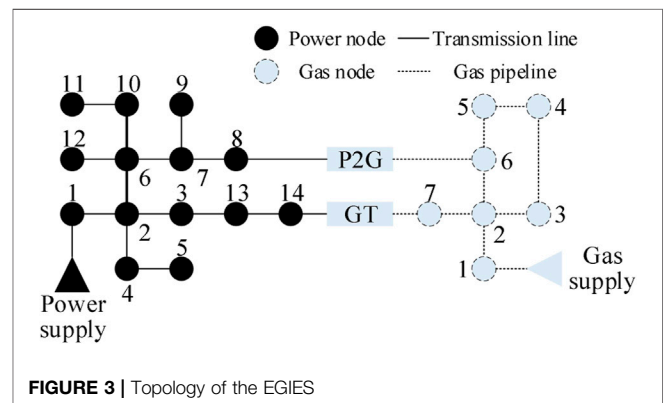 Power node
Transmission line
Gas node
Gas pipeline
11 10 9 5 4
12 8 P2G 6
6 7
1 3 13 14 GT 7 3
2 2
5 1 Gas
4 supply
Power
supply
FIGURE 3 | Topology of the EGIES